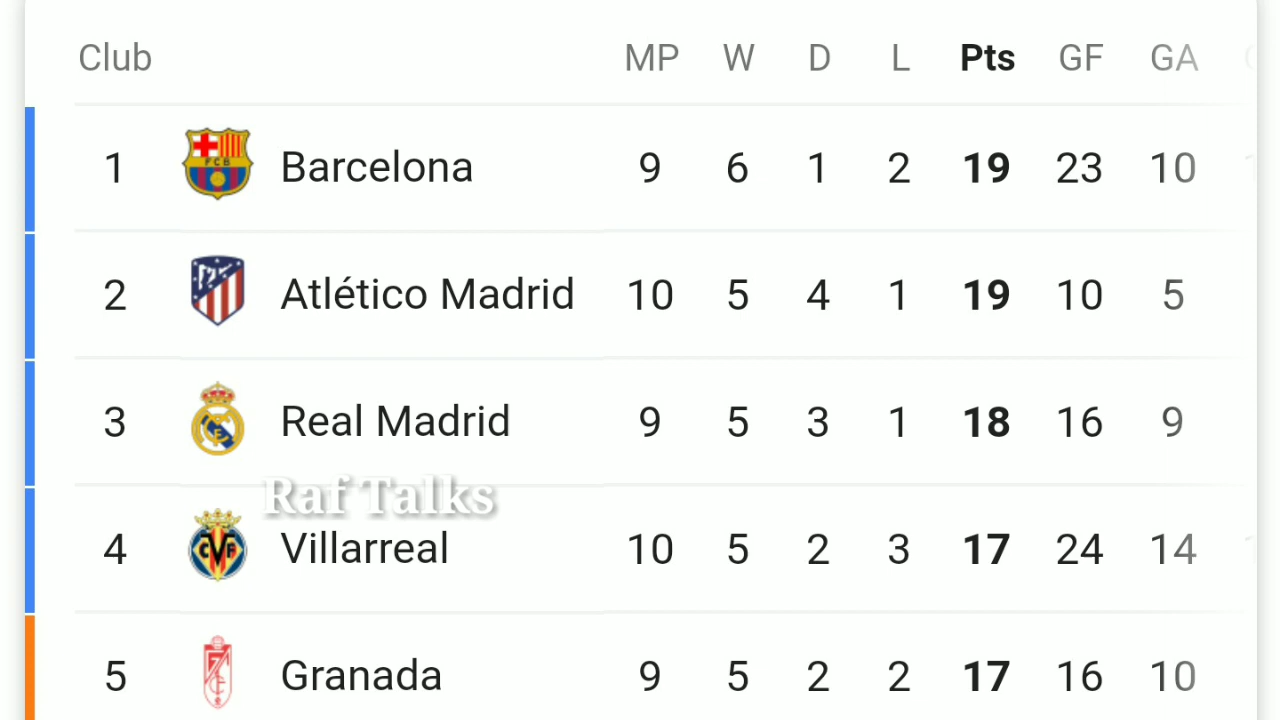 Club MP W D L Pts GF GA
1 FCB Barcelona 9 6 1 2 19 23 10
2 Atlético Madrid 10 5 4 1 19 10 5
3 Real Madrid 9 5 3 1 18 16 9
Raf Talks
4 Villarreal 10 5 2 3 17 24 14
5 Granada 9 5 2 2 17 16 10